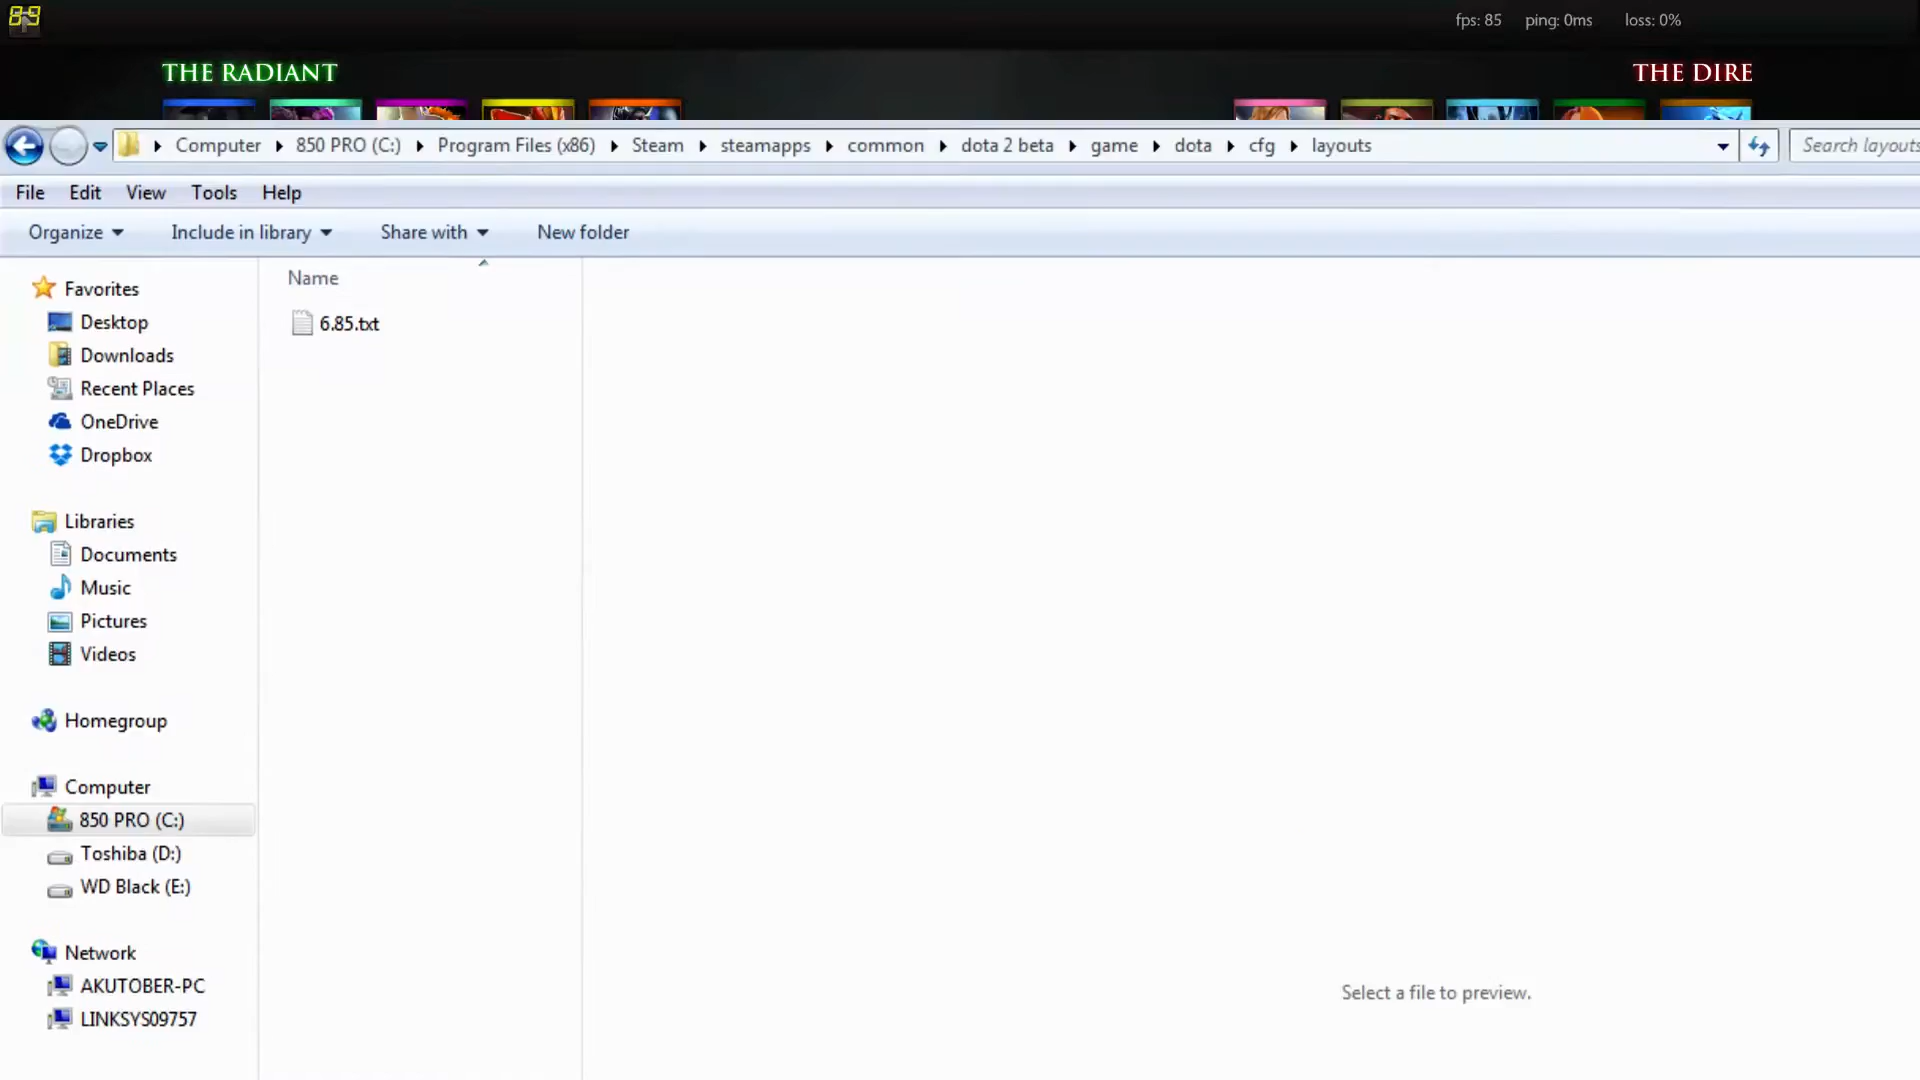 89
fps: 85 ping: 0ms loss: 0%
THE RADIANT THE DIRE
Computer 850 PRO (C:) Program Files (x86) Steam steamapps common dota 2 beta game dota cfg layouts Search layouts
File Edit View Tools Help
Organize Include in library Share with New folder
Name
6.85.txt
Favorites
Desktop
Downloads
Recent Places
OneDrive
Dropbox
Libraries
Documents
Music
Pictures
Videos
Homegroup
Computer
850 PRO (C:)
Toshiba (D:)
WD Black (E:)
Network
AKUTOBER-PC
LINKSYS09757
Select a file to preview.